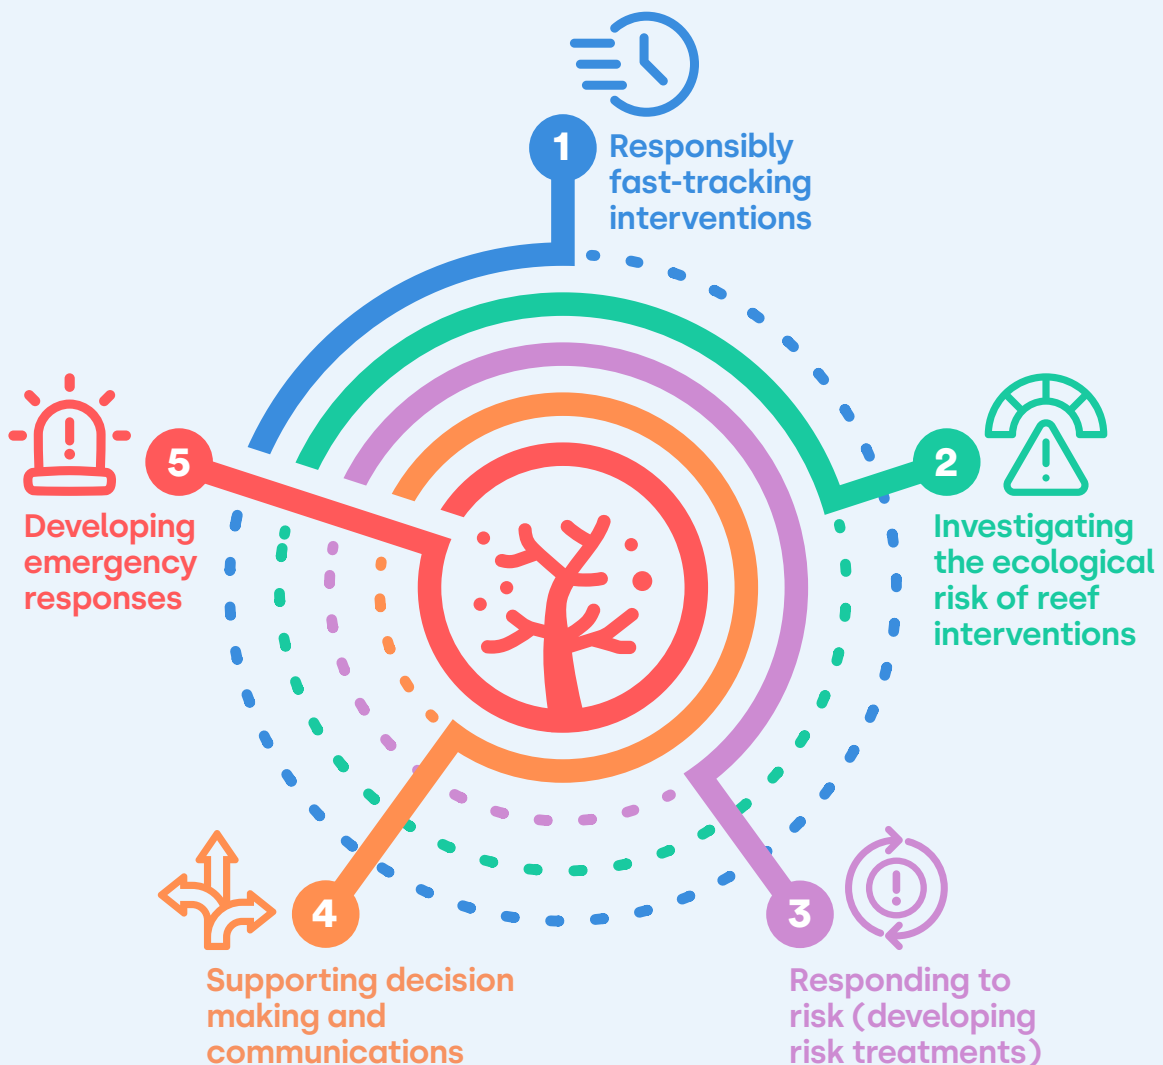 1
Responsibly
fast-tracking
interventions
2
Investigating
the ecological
risk of reef
interventions
3
Responding to
risk (developing
risk treatments)
4
Supporting decision
making and
communications
5
Developing
emergency
responses